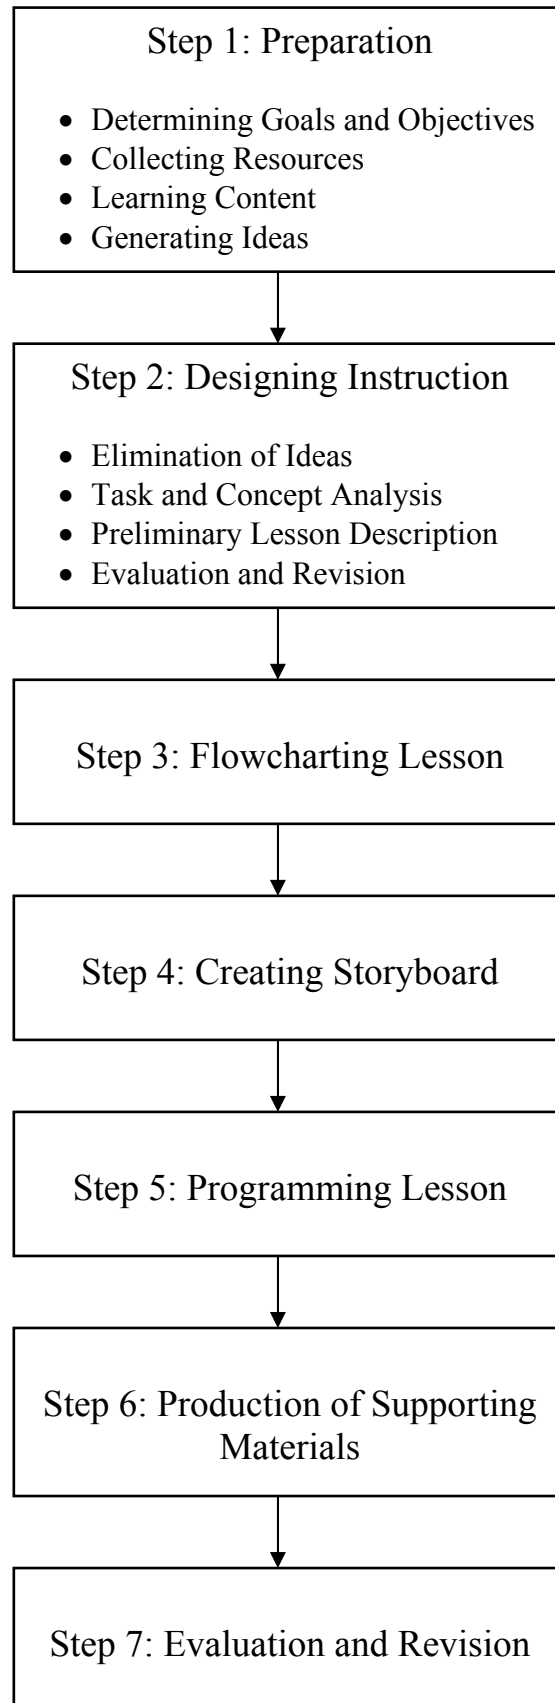 Step 1: Preparation
• Determining Goals and Objectives
• Collecting Resources
• Learning Content
• Generating Ideas
Step 2: Designing Instruction
• Elimination of Ideas
• Task and Concept Analysis
• Preliminary Lesson Description
• Evaluation and Revision
Step 3: Flowcharting Lesson
Step 4: Creating Storyboard
Step 5: Programming Lesson
Step 6: Production of Supporting
Materials
Step 7: Evaluation and Revision